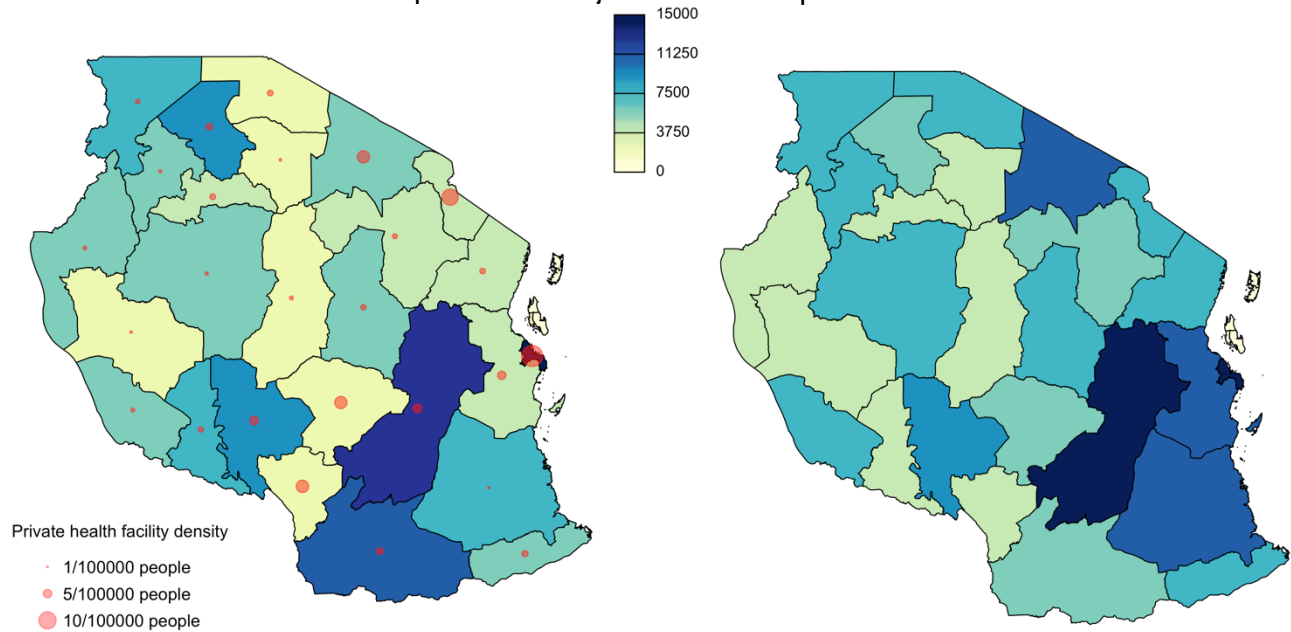 15000
11250
7500
3750
0
Private health facility density
1/100000 people
5/100000 people
10/100000 people